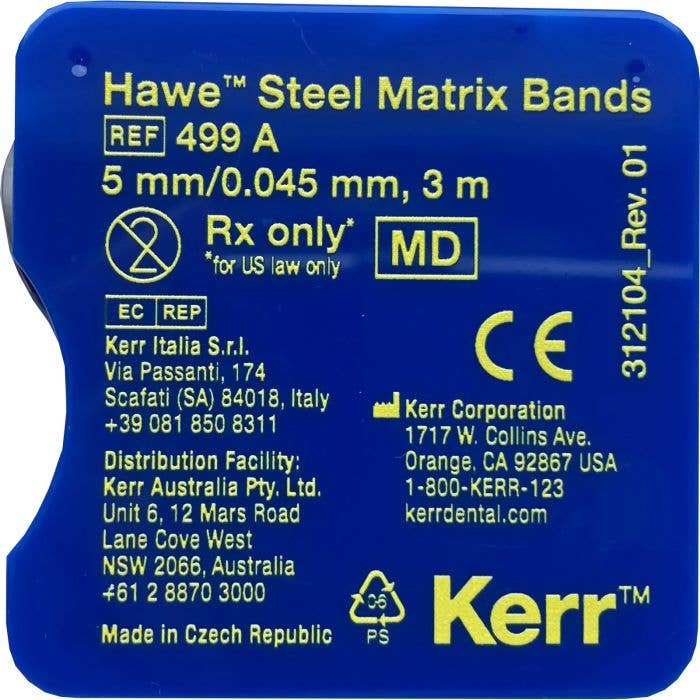 Hawe™ Steel Matrix Bands
REF 499 A
5 mm/0.045 mm, 3 m
2
Rx only*
*for US law only
MD
312104_Rev. 01
EC REP
Kerr Italia S.r.l.
Via Passanti, 174
Scafati (SA) 84018, Italy
+39 081 850 8311
CE
Kerr Corporation
1717 W. Collins Ave.
Orange, CA 92867 USA
1-800-KERR-123
kerrdental.com
Distribution Facility:
Kerr Australia Pty. Ltd.
Unit 6, 12 Mars Road
Lane Cove West
NSW 2066, Australia
+61 2 8870 3000
Made in Czech Republic
06
PS
Kerr™